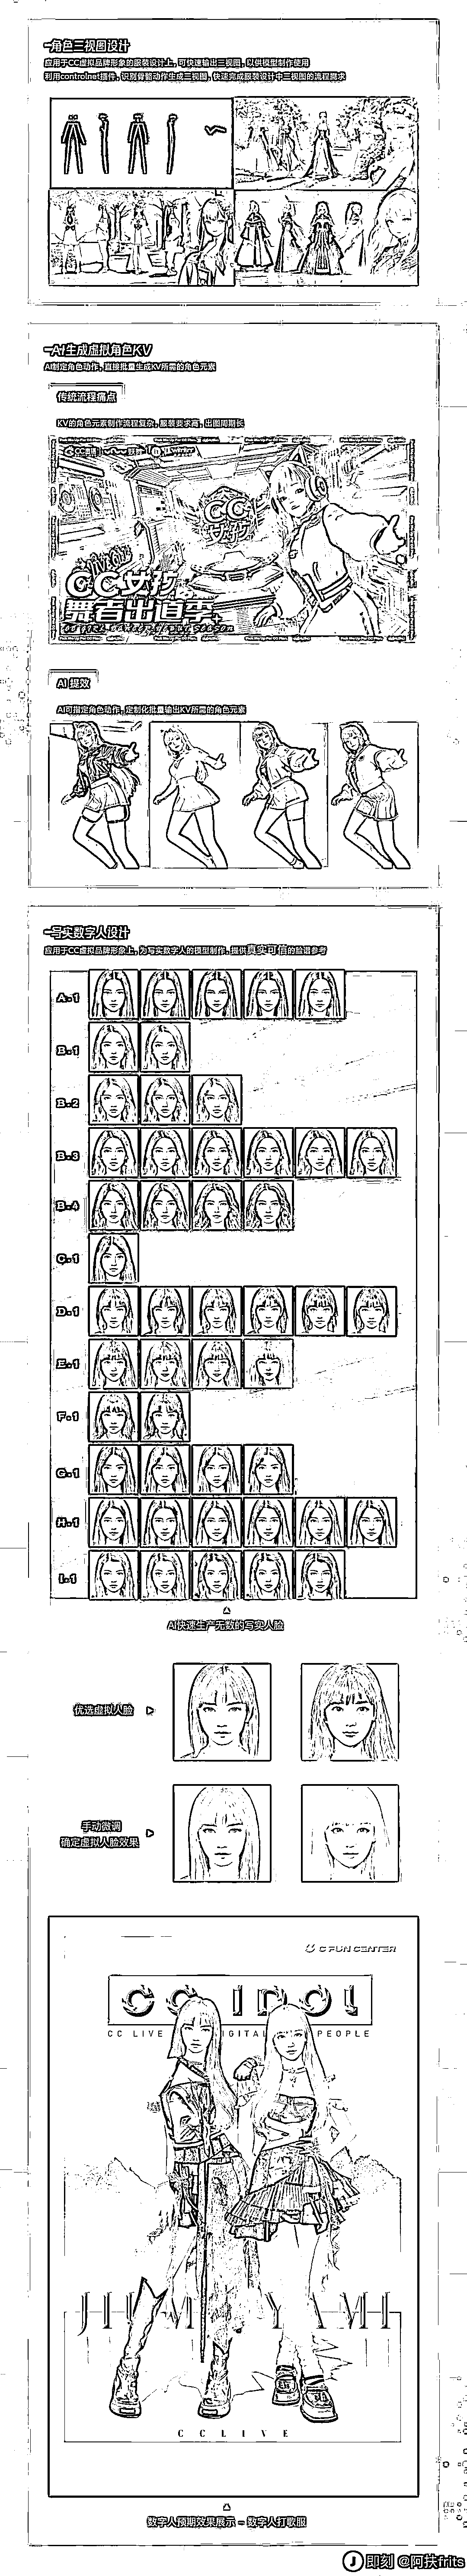 角色三视图设计
应用于CC虚拟品牌形象的服装设计上，可快速输出三视图，以供模型制作使用
利用controlnet插件，识别骨骼动作生成三视图，快速完成服装设计中三视图的流程需求
AI生成虚拟角色KV
AI制定角色动作，直接批量生成KV所需的角色元素
传统流程痛点
KV的角色元素制作流程复杂，服装要求高，出图周期长
CC直播
CC
女孩
CC女孩
舞者出道季
AI 提效
AI可指定角色动作，定制化批量输出KV所需的角色元素
写实数字人设计
应用于CC虚拟品牌形象上，为写实数字人的模型制作，提供真实可信的脸谱参考
A.1
B.1
B.2
B.3
B.4
C.1
D.1
E.1
F.1
G.1
H.1
I.1
AI快速生产无数的写实人脸
优选虚拟人脸
手动微调
确定虚拟人脸效果
C FUN CENTER
CC IDOL
CC LIVE DIGITAL PEOPLE
CCLIVE
数字人预期效果展示 - 数字人打歌服
即刻 @阿扶frits